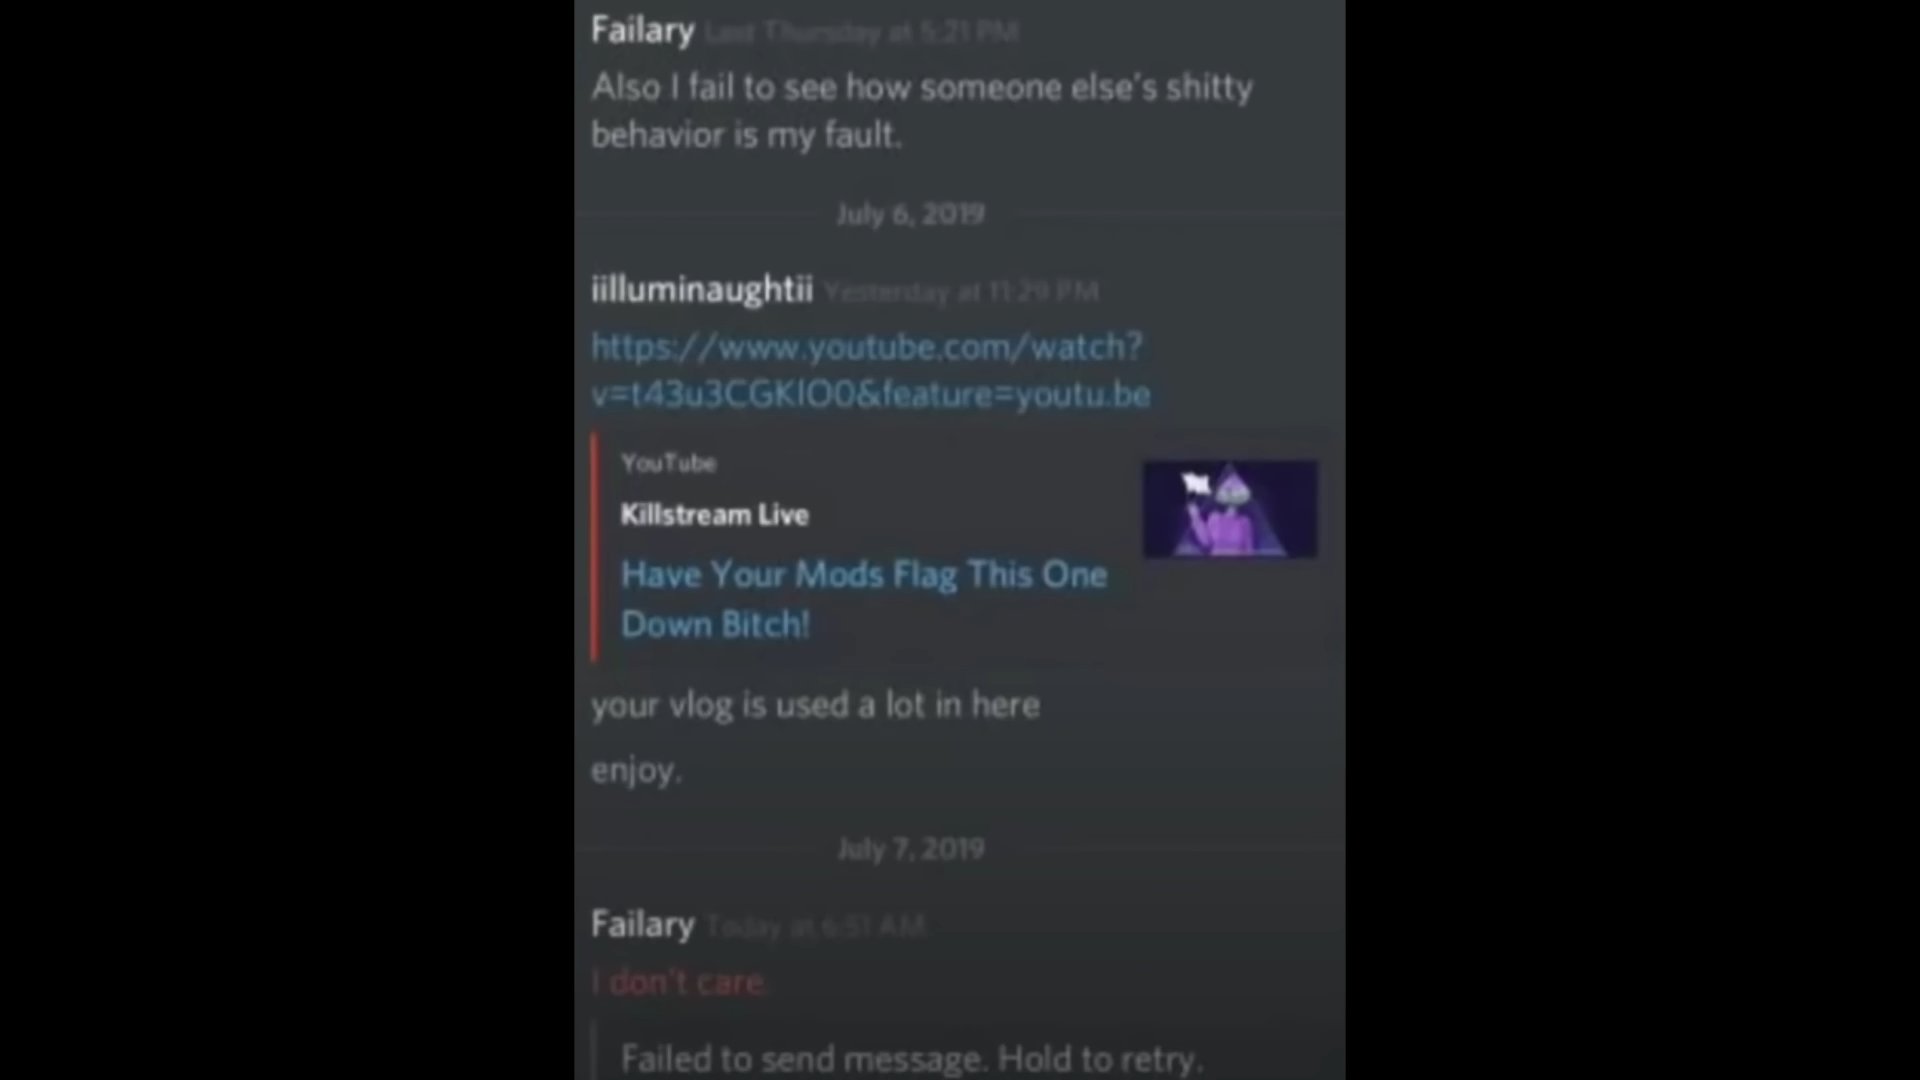 Failary Last Thursday at 5:21 PM
Also I fail to see how someone else's shitty
behavior is my fault.
July 6, 2019
iilluminaughtii Yesterday at 11:29 PM
https://www.youtube.com/watch?
v=t43u3CGKIO0&feature=youtu.be
YouTube
Killstream Live
Have Your Mods Flag This One
Down Bitch!
your vlog is used a lot in here
enjoy.
July 7, 2019
Failary Today at 6:51 AM
I don't care.
Failed to send message. Hold to retry.